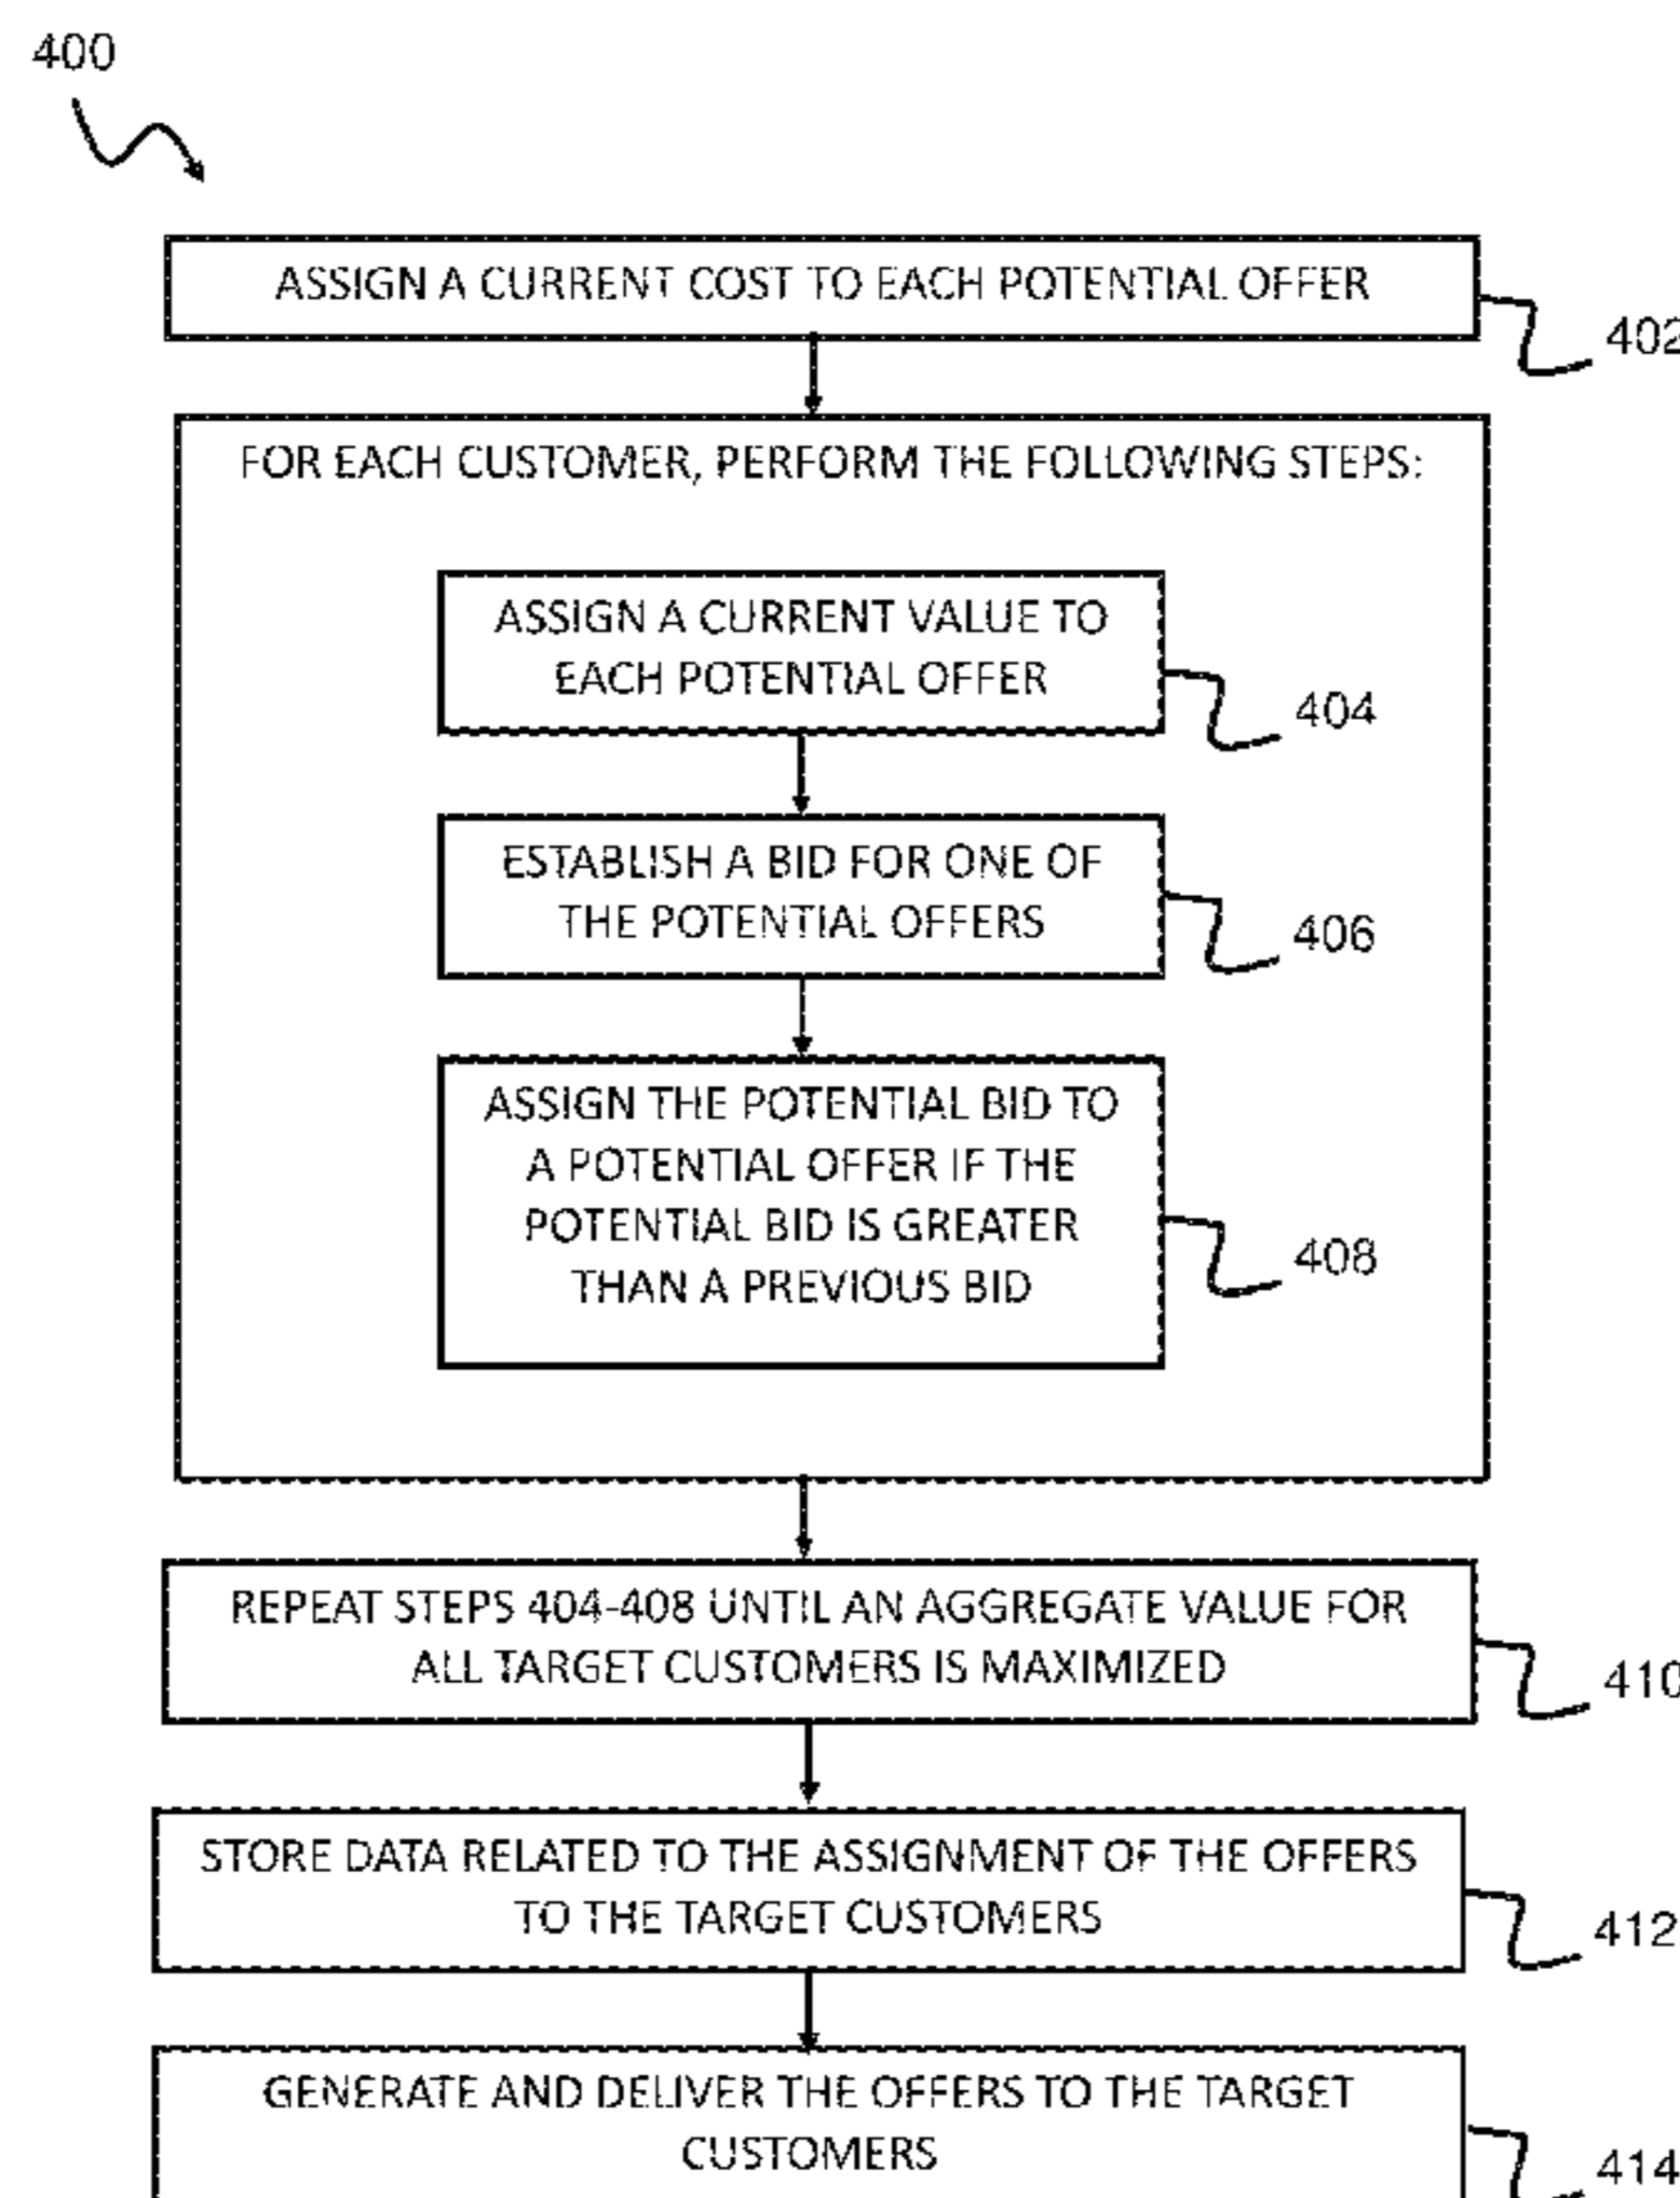 400
ASSIGN A CURRENT COST TO EACH POTENTIAL OFFER
402
FOR EACH CUSTOMER, PERFORM THE FOLLOWING STEPS:
ASSIGN A CURRENT VALUE TO
EACH POTENTIAL OFFER
404
ESTABLISH A BID FOR ONE OF
THE POTENTIAL OFFERS
406
ASSIGN THE POTENTIAL BID TO
A POTENTIAL OFFER IF THE
POTENTIAL BID IS GREATER
THAN A PREVIOUS BID
408
REPEAT STEPS 404-408 UNTIL AN AGGREGATE VALUE FOR
ALL TARGET CUSTOMERS IS MAXIMIZED
410
STORE DATA RELATED TO THE ASSIGNMENT OF THE OFFERS
TO THE TARGET CUSTOMERS
412
GENERATE AND DELIVER THE OFFERS TO THE TARGET
CUSTOMERS
414